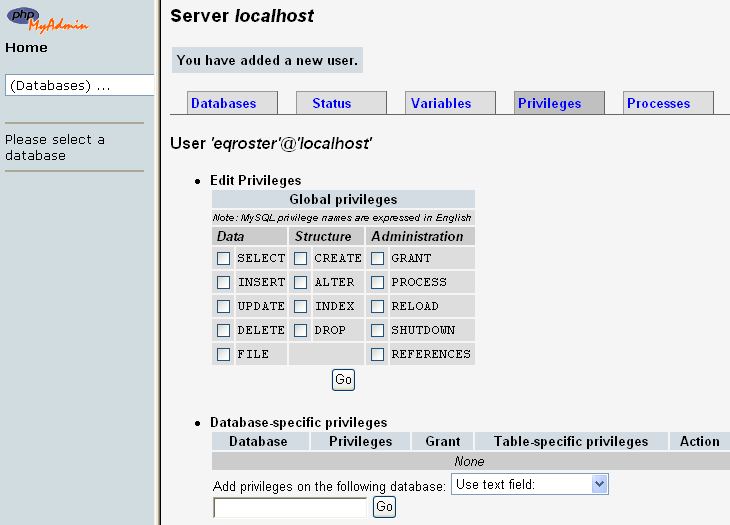 php
MyAdmin
Home
(Databases) ...
Please select a
database
Server localhost
You have added a new user.
Databases Status Variables Privileges Processes
User 'eqroster'@'localhost'
• Edit Privileges
Global privileges
Note: MySQL privilege names are expressed in English
Data Structure Administration
SELECT CREATE GRANT
INSERT ALTER PROCESS
UPDATE INDEX RELOAD
DELETE DROP SHUTDOWN
FILE REFERENCES
Go
• Database-specific privileges
Database Privileges Grant Table-specific privileges Action
None
Add privileges on the following database: Use text field:
Go